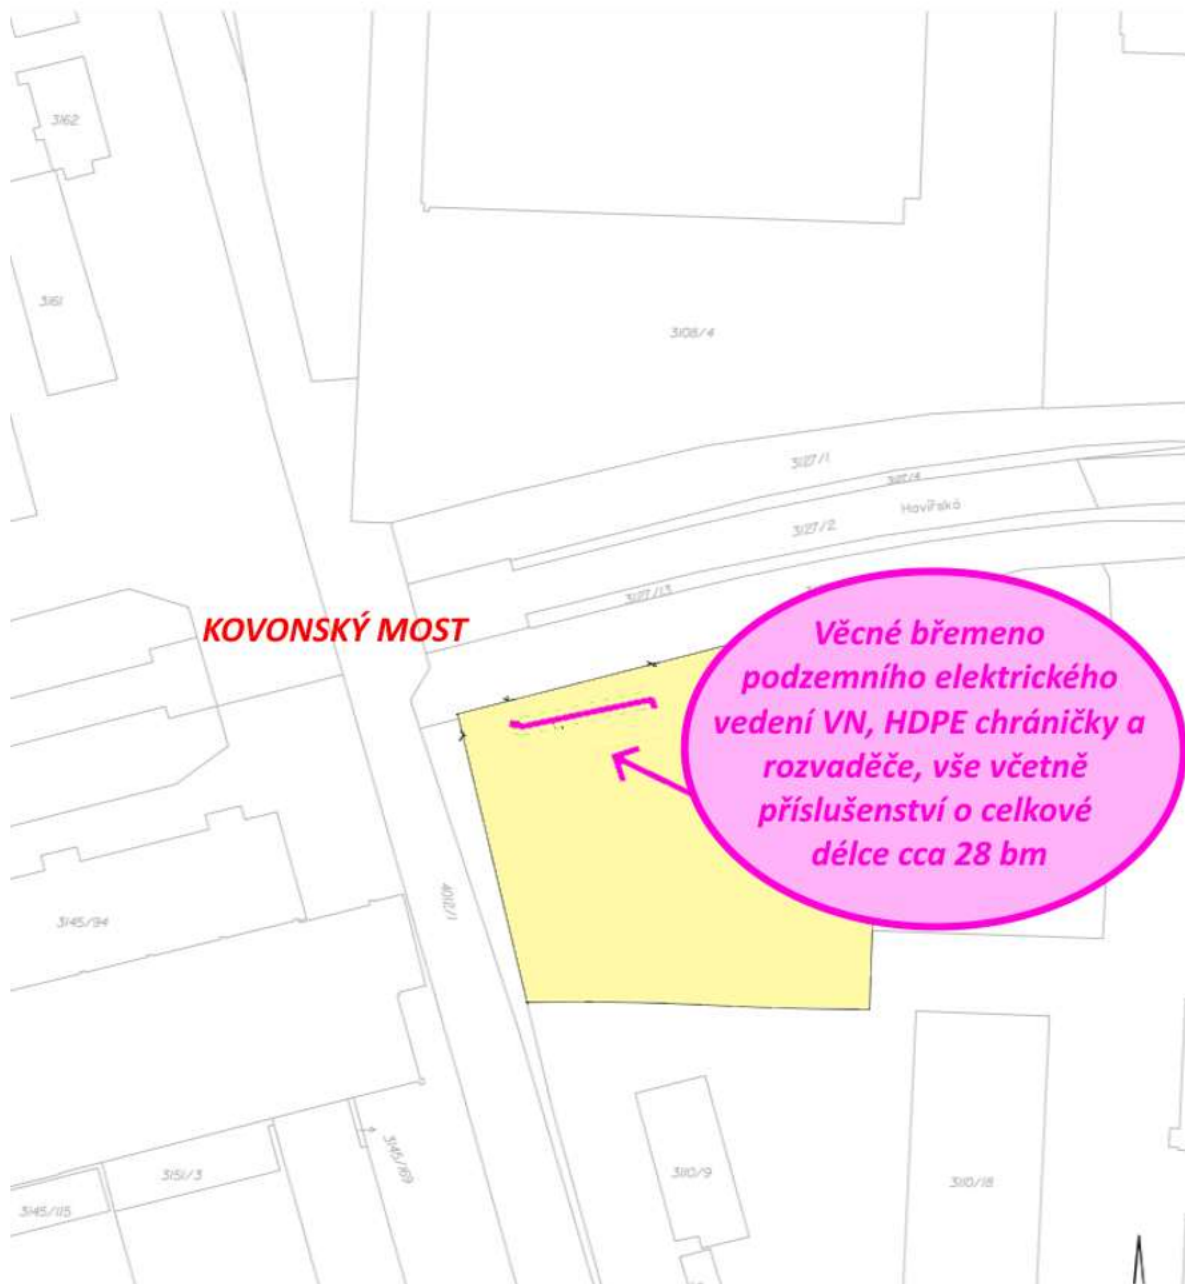 3162
3161
3108/4
3127/1
3127/4
Havířská
3127/2
3127/13
KOVONSKÝ MOST
Věcné břemeno
podzemního elektrického
vedení VN, HDPE chráničky a
rozvaděče, vše včetně
příslušenství o celkové
délce cca 28 bm
4012/1
3145/94
3145/169
3151/3
3110/9
3110/18
3145/115